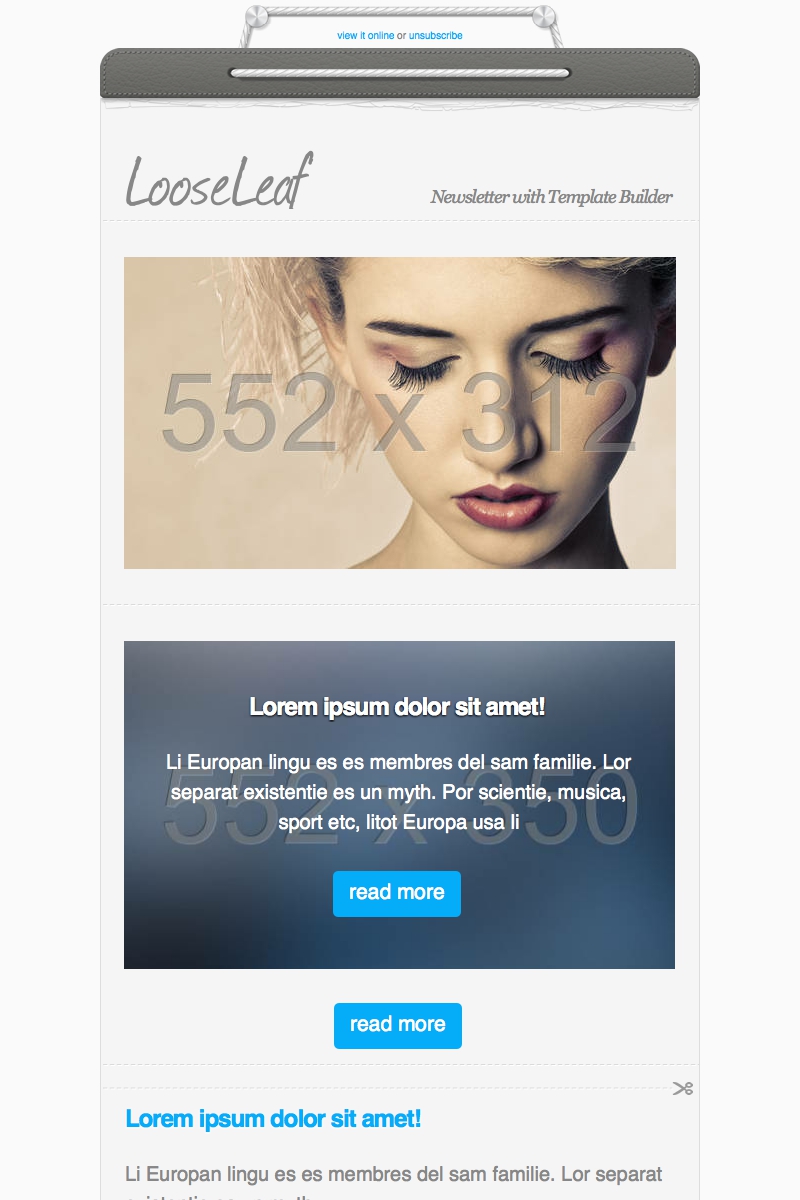 view it online or unsubscribe
LooseLeaf
Newsletter with Template Builder
552 x 312
Lorem ipsum dolor sit amet!
Li Europan lingu es es membres del sam familie. Lor
separat existentie es un myth. Por scientie, musica,
sport etc, litot Europa usa li
552 x 350
read more
read more
Lorem ipsum dolor sit amet!
Li Europan lingu es es membres del sam familie. Lor separat